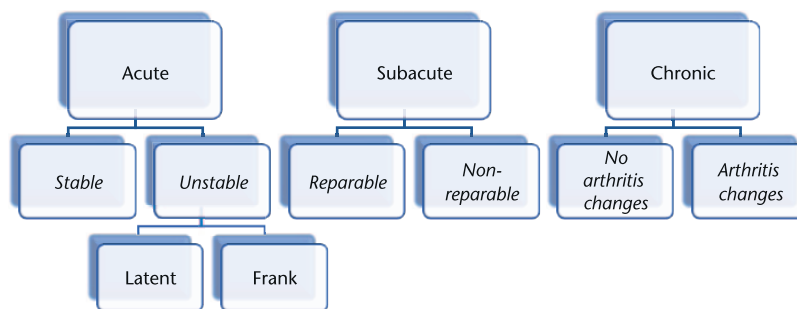 Acute
Subacute
Chronic
Stable
Unstable
Reparable
Non-
reparable
No
arthritis
changes
Arthritis
changes
Latent
Frank